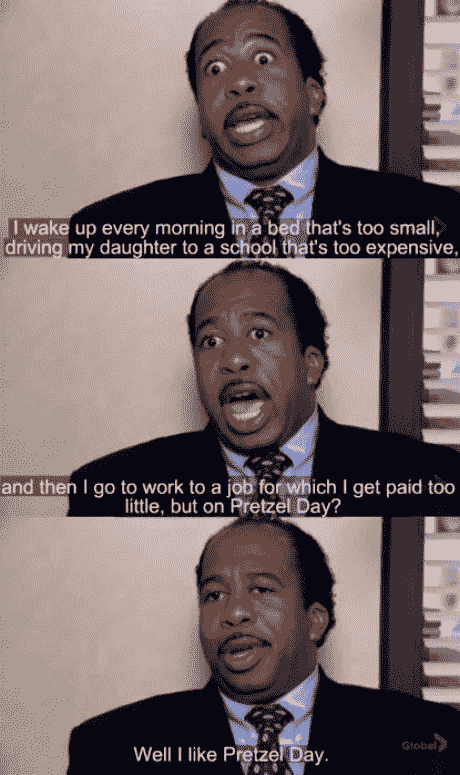 I wake up every morning in a bed that's too small,
driving my daughter to a school that's too expensive,
and then I go to work to a job for which I get paid too
little, but on Pretzel Day?
Global
Well I like Pretzel Day.